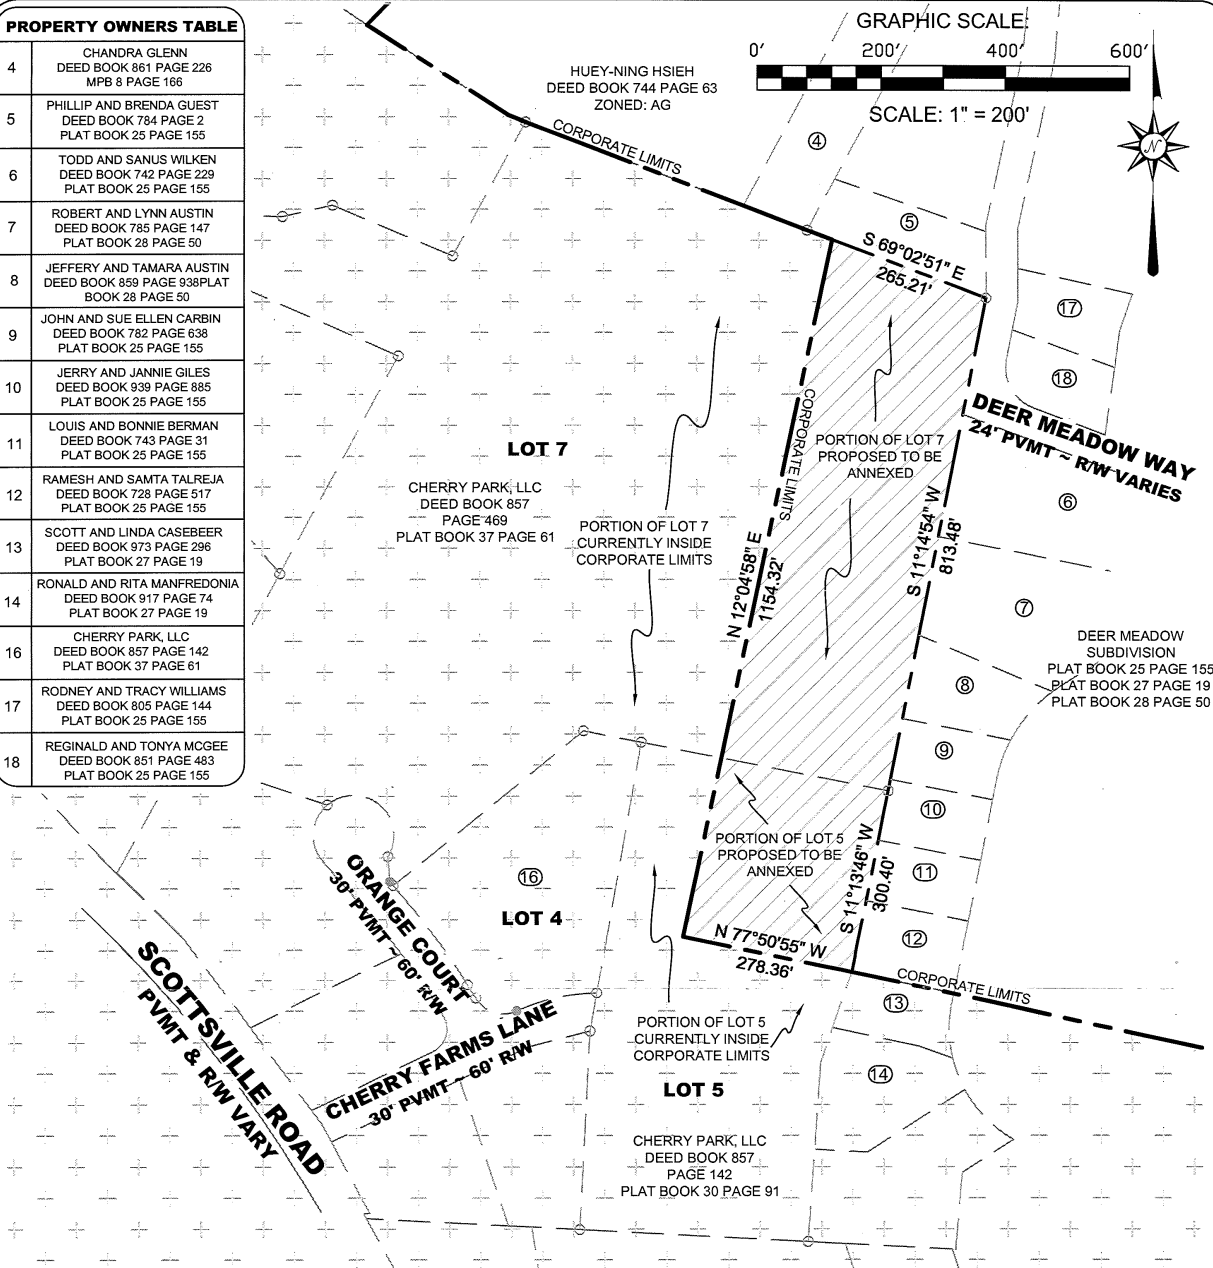 PROPERTY OWNERS TABLE
4
CHANDRA GLENN
DEED BOOK 861 PAGE 226
MPB 8 PAGE 166
5
PHILLIP AND BRENDA GUEST
DEED BOOK 784 PAGE 2
PLAT BOOK 25 PAGE 155
6
TODD AND SANUS WILKEN
DEED BOOK 742 PAGE 229
PLAT BOOK 25 PAGE 155
7
ROBERT AND LYNN AUSTIN
DEED BOOK 785 PAGE 147
PLAT BOOK 28 PAGE 50
8
JEFFERY AND TAMARA AUSTIN
DEED BOOK 859 PAGE 938PLAT
BOOK 28 PAGE 50
9
JOHN AND SUE ELLEN CARBIN
DEED BOOK 782 PAGE 638
PLAT BOOK 25 PAGE 155
10
JERRY AND JANNIE GILES
DEED BOOK 939 PAGE 885
PLAT BOOK 25 PAGE 155
11
LOUIS AND BONNIE BERMAN
DEED BOOK 743 PAGE 31
PLAT BOOK 25 PAGE 155
12
RAMESH AND SAMTA TALREJA
DEED BOOK 728 PAGE 517
PLAT BOOK 25 PAGE 155
13
SCOTT AND LINDA CASEBEER
DEED BOOK 973 PAGE 296
PLAT BOOK 27 PAGE 19
14
RONALD AND RITA MANFREDONIA
DEED BOOK 917 PAGE 74
PLAT BOOK 27 PAGE 19
16
CHERRY PARK, LLC
DEED BOOK 857 PAGE 142
PLAT BOOK 37 PAGE 61
17
RODNEY AND TRACY WILLIAMS
DEED BOOK 805 PAGE 144
PLAT BOOK 25 PAGE 155
18
REGINALD AND TONYA MCGEE
DEED BOOK 851 PAGE 483
PLAT BOOK 25 PAGE 155
GRAPHIC SCALE:
0' 200' 400' 600'
SCALE: 1" = 200'
N
HUEY-NING HSIEH
DEED BOOK 744 PAGE 63
ZONED: AG
CORPORATE LIMITS
4
5
S 69°02'51" E
265.21'
17
18
DEER MEADOW WAY
24' PVMT ~ R/W VARIES
6
CORPORATE LIMITS
PORTION OF LOT 7
PROPOSED TO BE
ANNEXED
LOT 7
CHERRY PARK, LLC
DEED BOOK 857
PAGE 469
PLAT BOOK 37 PAGE 61
PORTION OF LOT 7
CURRENTLY INSIDE
CORPORATE LIMITS
N 12°04'58" E
1154.32'
S 11°14'54" W
813.48'
7
DEER MEADOW
SUBDIVISION
PLAT BOOK 25 PAGE 155
PLAT BOOK 27 PAGE 19
PLAT BOOK 28 PAGE 50
8
9
10
11
12
PORTION OF LOT 5
PROPOSED TO BE
ANNEXED
S 11°13'46" W
300.40'
N 77°50'55" W
278.36'
CORPORATE LIMITS
13
14
16
LOT 4
ORANGE COURT
30' PVMT ~ 60' R/W
CHERRY FARMS LANE
30' PVMT ~ 60' R/W
SCOTTSVILLE ROAD
PVMT & R/W VARY
PORTION OF LOT 5
CURRENTLY INSIDE
CORPORATE LIMITS
LOT 5
CHERRY PARK, LLC
DEED BOOK 857
PAGE 142
PLAT BOOK 30 PAGE 91